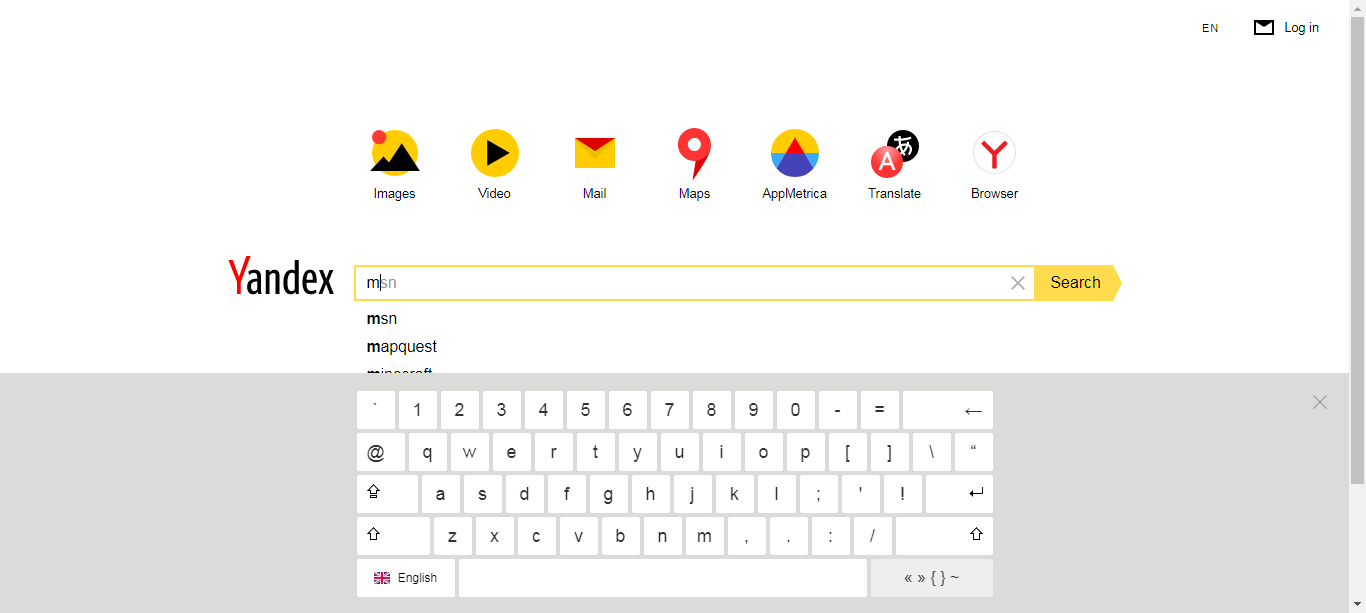 EN Log in
Images Video Mail Maps AppMetrica Translate Browser
Yandex msn Search
msn
mapquest
minecraft
` 1 2 3 4 5 6 7 8 9 0 - = ←
@ q w e r t y u i o p [ ] \ “
a s d f g h j k l ; ' !
z x c v b n m , . : /
English « » { } ~